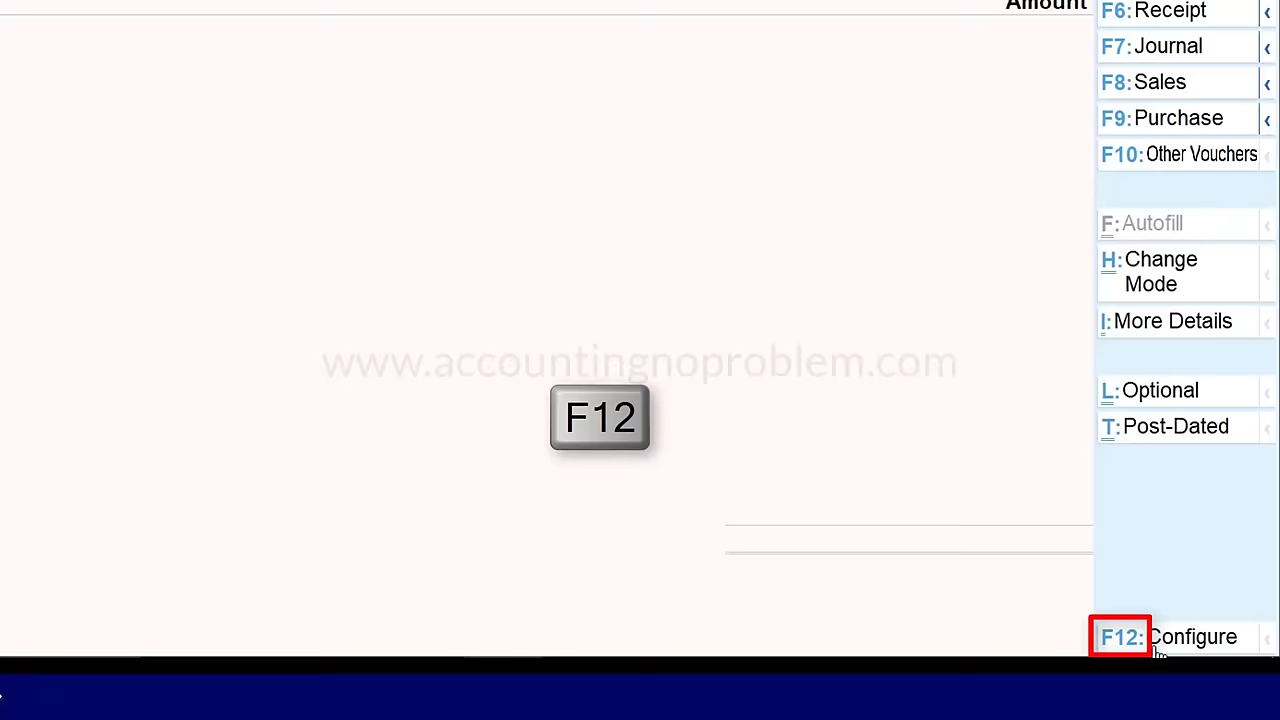 Amount
F6: Receipt
F7: Journal
F8: Sales
F9: Purchase
F10: Other Vouchers
F: Autofill
H: Change
Mode
I: More Details
www.accountingnoproblem.com
L: Optional
F12
T: Post-Dated
F12: Configure